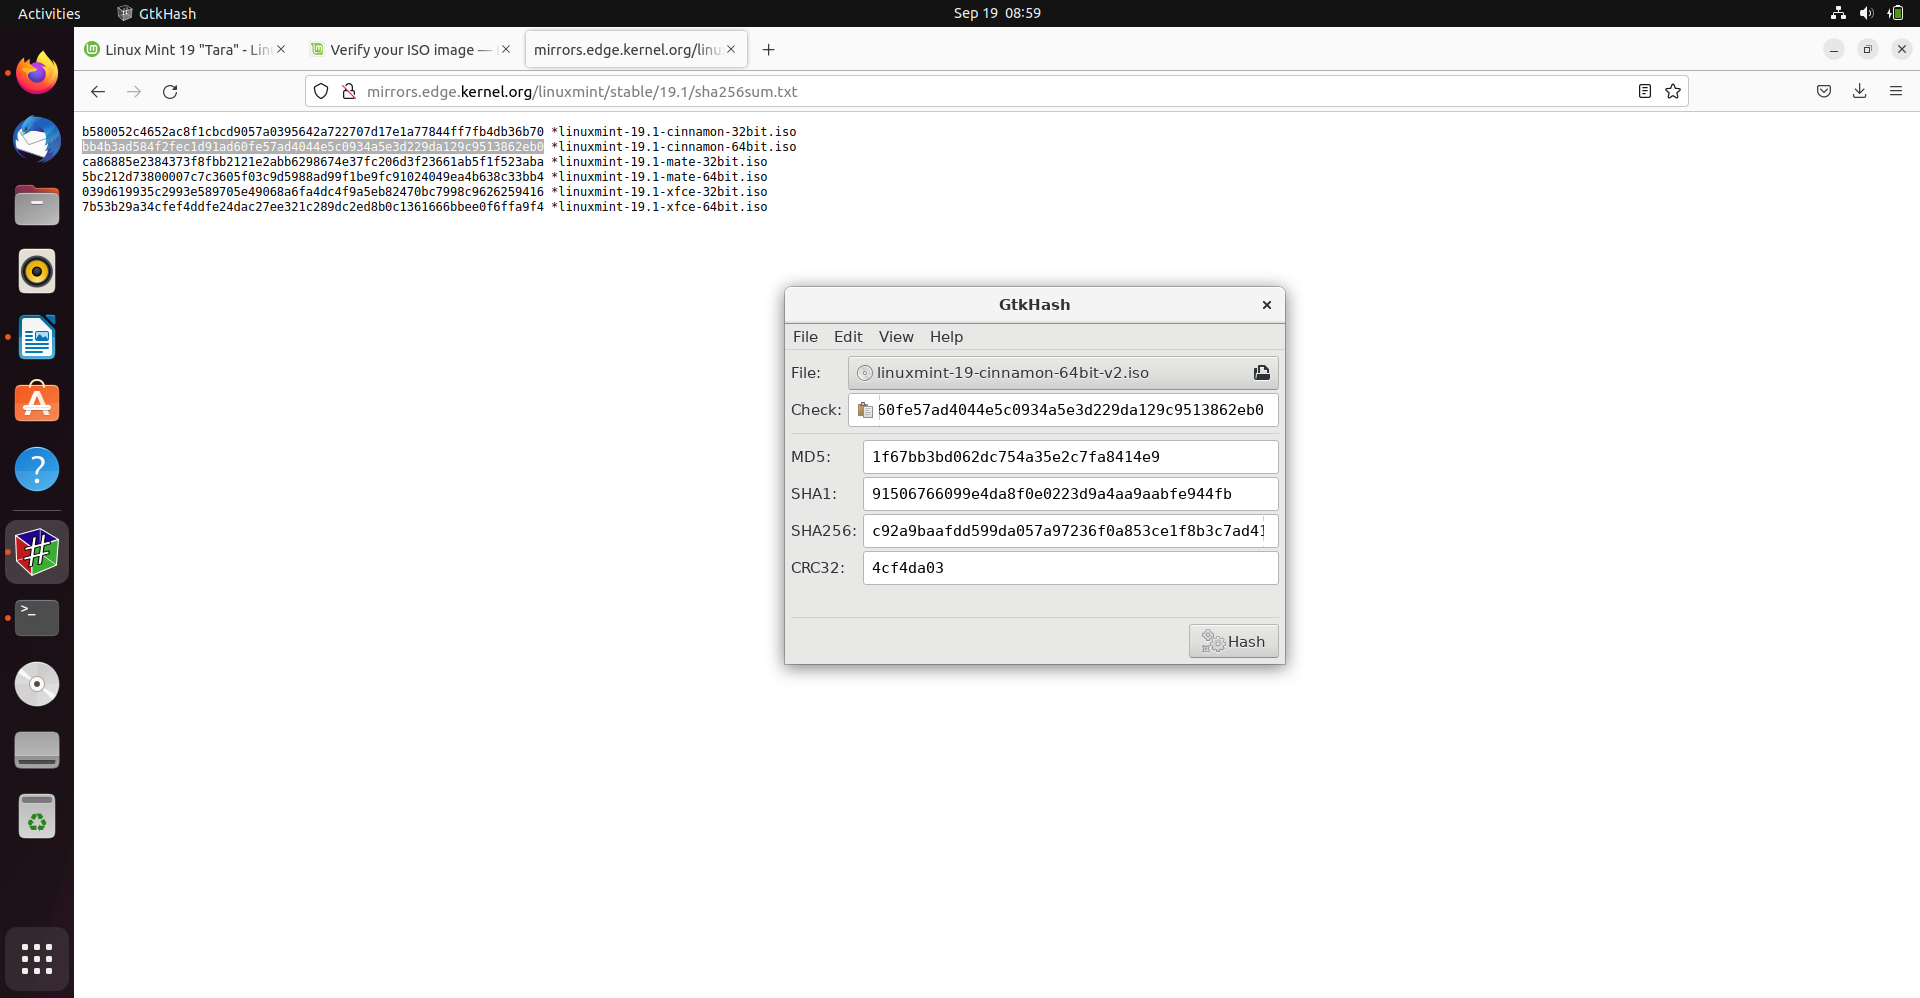 Activities GtkHash Sep 19 08:59
Linux Mint 19 "Tara" - Lin Verify your ISO image — mirrors.edge.kernel.org/linu
mirrors.edge.kernel.org/linuxmint/stable/19.1/sha256sum.txt
b580052c4652ac8f1cbcd9057a0395642a722707d17e1a77844ff7fb4db36b70 *linuxmint-19.1-cinnamon-32bit.iso
bb4b3ad584f2fec1d91ad60fe57ad4044e5c0934a5e3d229da129c9513862eb0 *linuxmint-19.1-cinnamon-64bit.iso
ca86885e2384373f8fbb2121e2abb6298674e37fc206d3f23661ab5f1f523aba *linuxmint-19.1-mate-32bit.iso
5bc212d73800007c7c3605f03c9d5988ad99f1be9fc91024049ea4b638c33bb4 *linuxmint-19.1-mate-64bit.iso
039d619935c2993e589705e49068a6fa4dc4f9a5eb82470bc7998c9626259416 *linuxmint-19.1-xfce-32bit.iso
7b53b29a34cfef4ddfe24dac27ee321c289dc2ed8b0c1361666bbee0f6ffa9f4 *linuxmint-19.1-xfce-64bit.iso
GtkHash
File Edit View Help
File: linuxmint-19-cinnamon-64bit-v2.iso
Check: 60fe57ad4044e5c0934a5e3d229da129c9513862eb0
MD5: 1f67bb3bd062dc754a35e2c7fa8414e9
SHA1: 91506766099e4da8f0e0223d9a4aa9aabfe944fb
SHA256: c92a9baafdd599da057a97236f0a853ce1f8b3c7ad41
CRC32: 4cf4da03
Hash